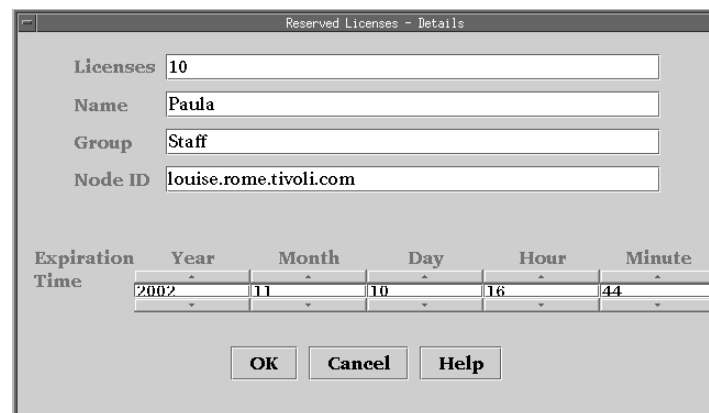 Reserved Licenses - Details
Licenses 10
Name Paula
Group Staff
Node ID louise.rome.tivoli.com
Expiration Time Year Month Day Hour Minute
2002 11 10 16 44
OK Cancel Help